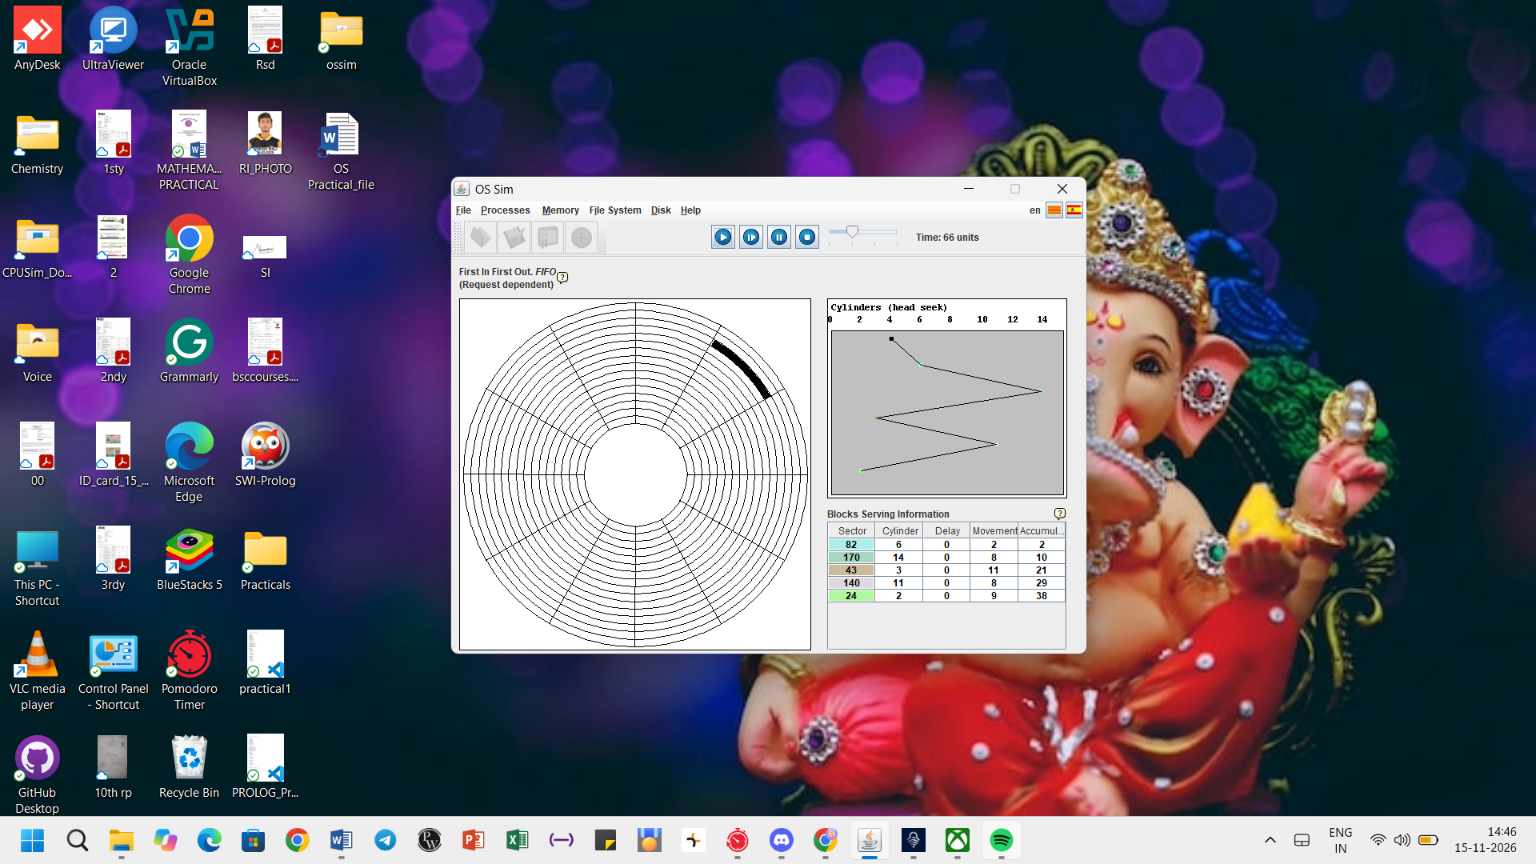 AnyDesk
UltraViewer
Oracle
VirtualBox
Rsd
ossim
Chemistry
1sty
MATHEMA...
PRACTICAL
RI_PHOTO
OS
Practical_file
CPUSim_Do...
2
Google
Chrome
SI
Voice
2ndy
Grammarly
bsccourses....
00
ID_card_15_...
Microsoft
Edge
SWI-Prolog
This PC -
Shortcut
3rdy
BlueStacks 5
Practicals
VLC media
player
Control Panel
- Shortcut
Pomodoro
Timer
practical1
GitHub
Desktop
10th rp
Recycle Bin
PROLOG_Pr...
OS Sim
File Processes Memory File System Disk Help
en
Time: 66 units
First In First Out. FIFO
(Request dependent)
Cylinders (head seek)
0 2 4 6 8 10 12 14
Blocks Serving Information
Sector Cylinder Delay Movement Accumul...
82 6 0 2 2
170 14 0 8 10
43 3 0 11 21
140 11 0 8 29
24 2 0 9 38
ENG
IN
14:46
15-11-2026